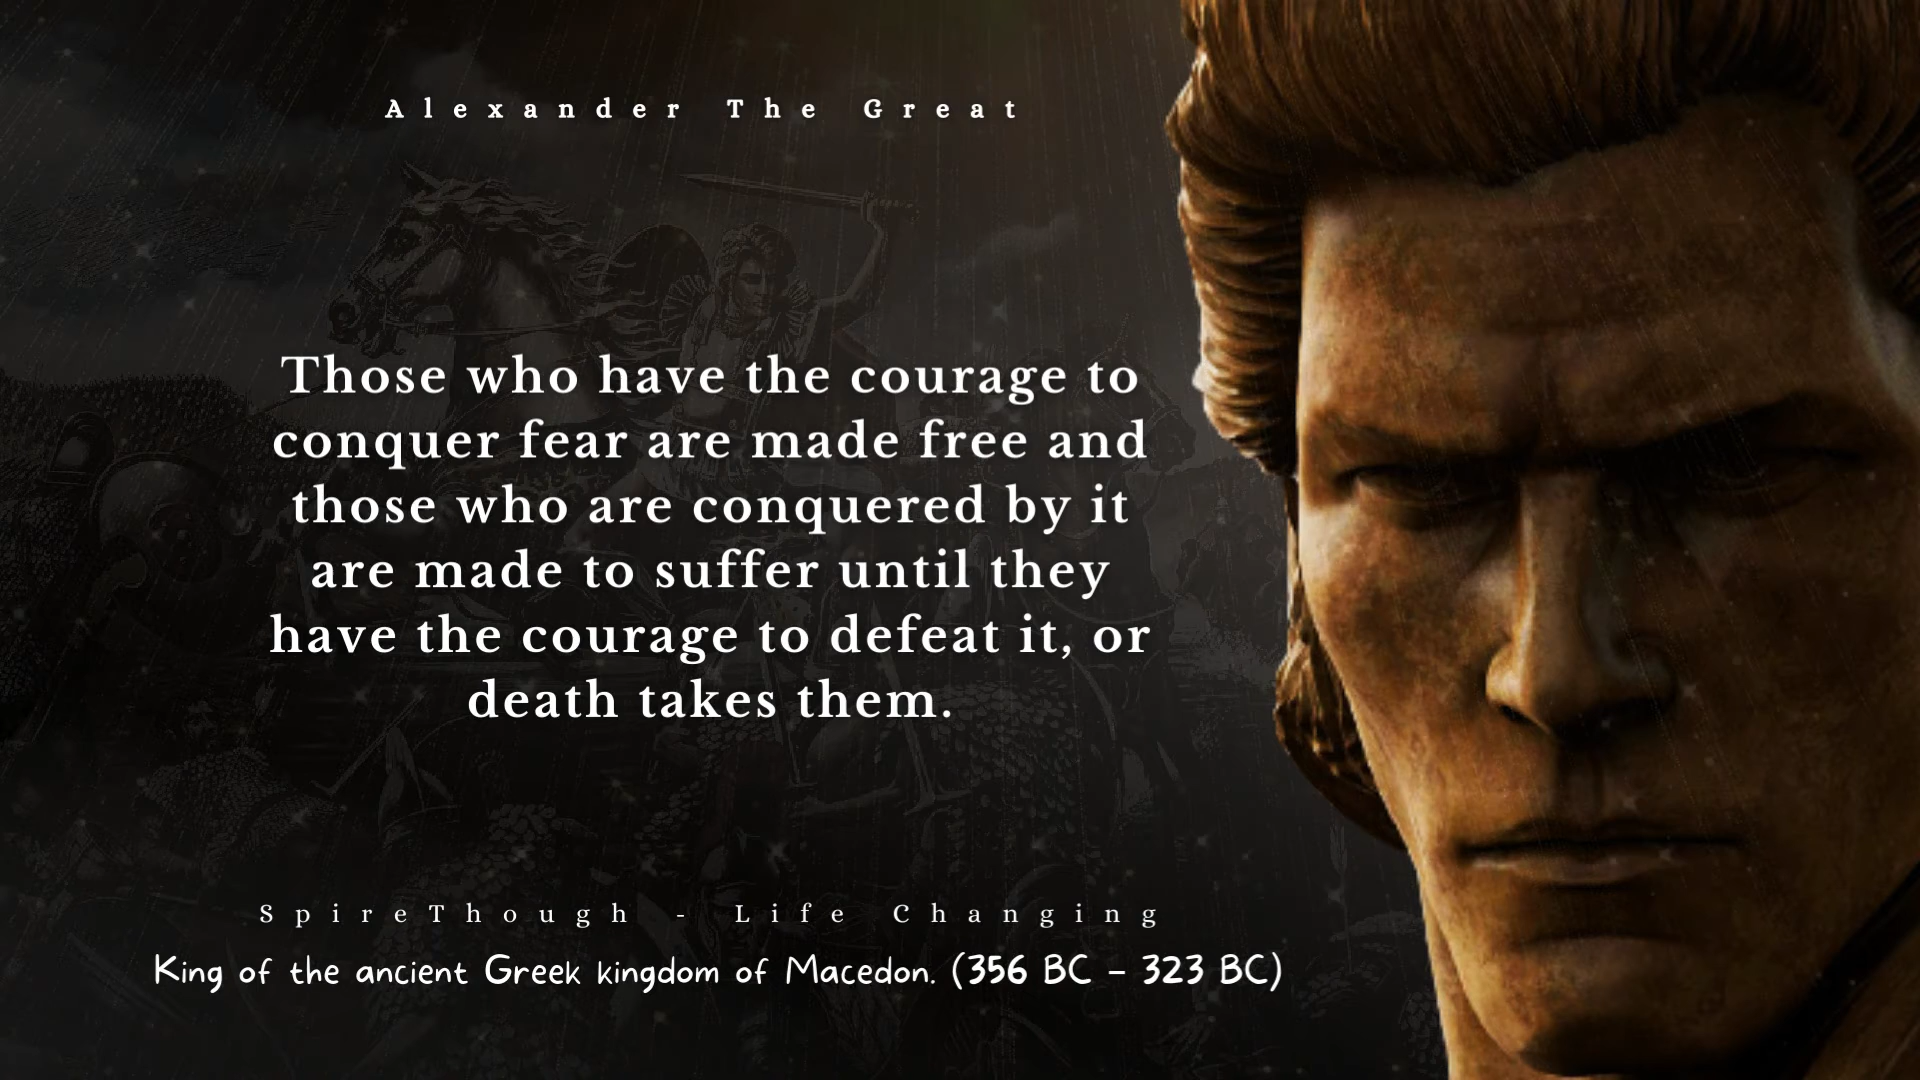 Alexander The Great
Those who have the courage to
conquer fear are made free and
those who are conquered by it
are made to suffer until they
have the courage to defeat it, or
death takes them.
SpireThough - Life Changing
King of the ancient Greek kingdom of Macedon. (356 BC – 323 BC)